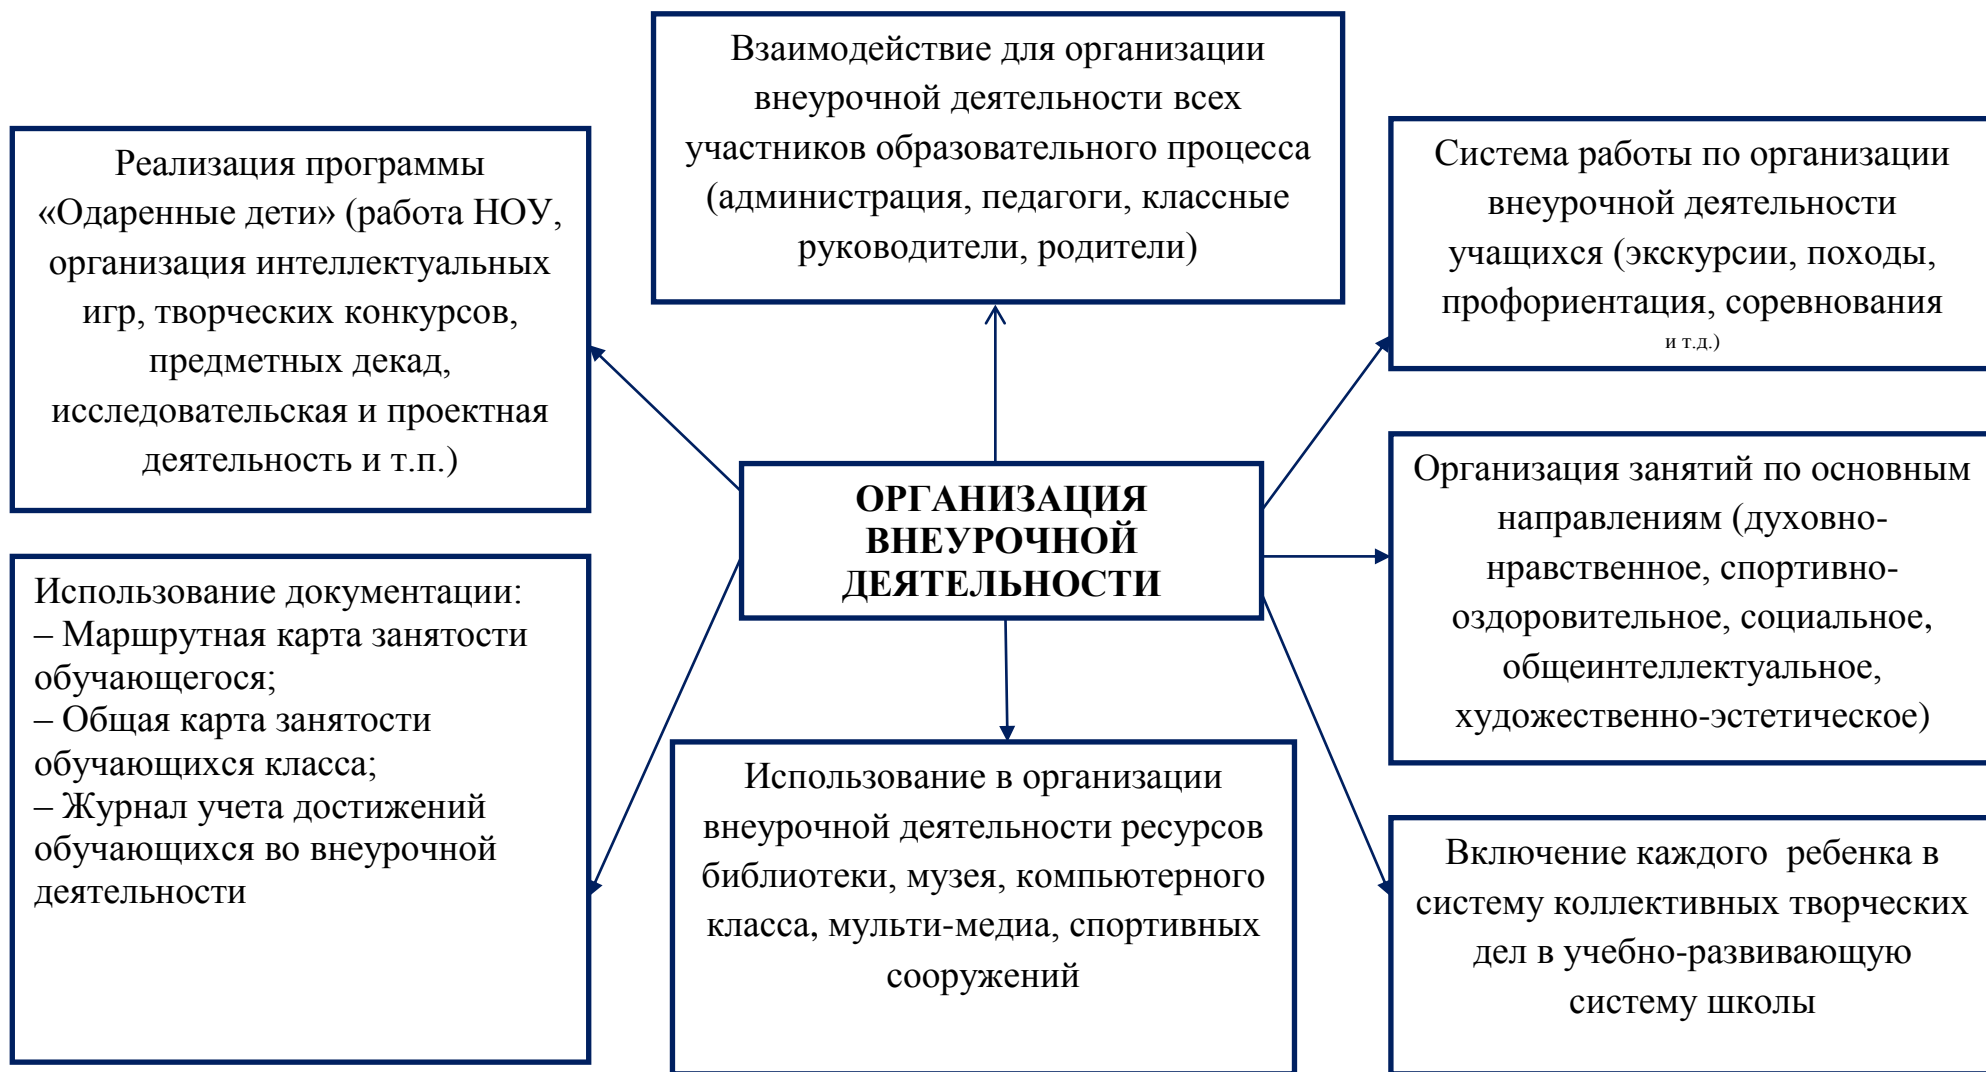 Взаимодействие для организации
внеурочной деятельности всех
участников образовательного процесса
(администрация, педагоги, классные
руководители, родители)
Реализация программы
«Одаренные дети» (работа НОУ,
организация интеллектуальных
игр, творческих конкурсов,
предметных декад,
исследовательская и проектная
деятельность и т.п.)
Система работы по организации
внеурочной деятельности
учащихся (экскурсии, походы,
профориентация, соревнования
и т.д.)
ОРГАНИЗАЦИЯ
ВНЕУРОЧНОЙ
ДЕЯТЕЛЬНОСТИ
Организация занятий по основным
направлениям (духовно-
нравственное, спортивно-
оздоровительное, социальное,
общеинтеллектуальное,
художественно-эстетическое)
Использование документации:
– Маршрутная карта занятости
обучающегося;
– Общая карта занятости
обучающихся класса;
– Журнал учета достижений
обучающихся во внеурочной
деятельности
Использование в организации
внеурочной деятельности ресурсов
библиотеки, музея, компьютерного
класса, мульти-медиа, спортивных
сооружений
Включение каждого  ребенка в
систему коллективных творческих
дел в учебно-развивающую
систему школы